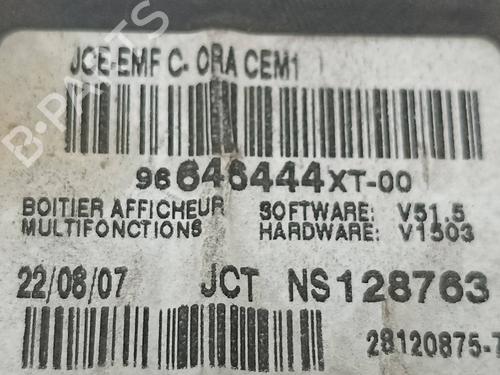 JCE-EMF C- ORA CEM1
96646444XT-00
BOITIER AFFICHEUR SOFTWARE: V51.5
MULTIFONCTIONS HARDWARE: V1503
22/08/07 JCT NS128763
28120875-7
B-PARTS